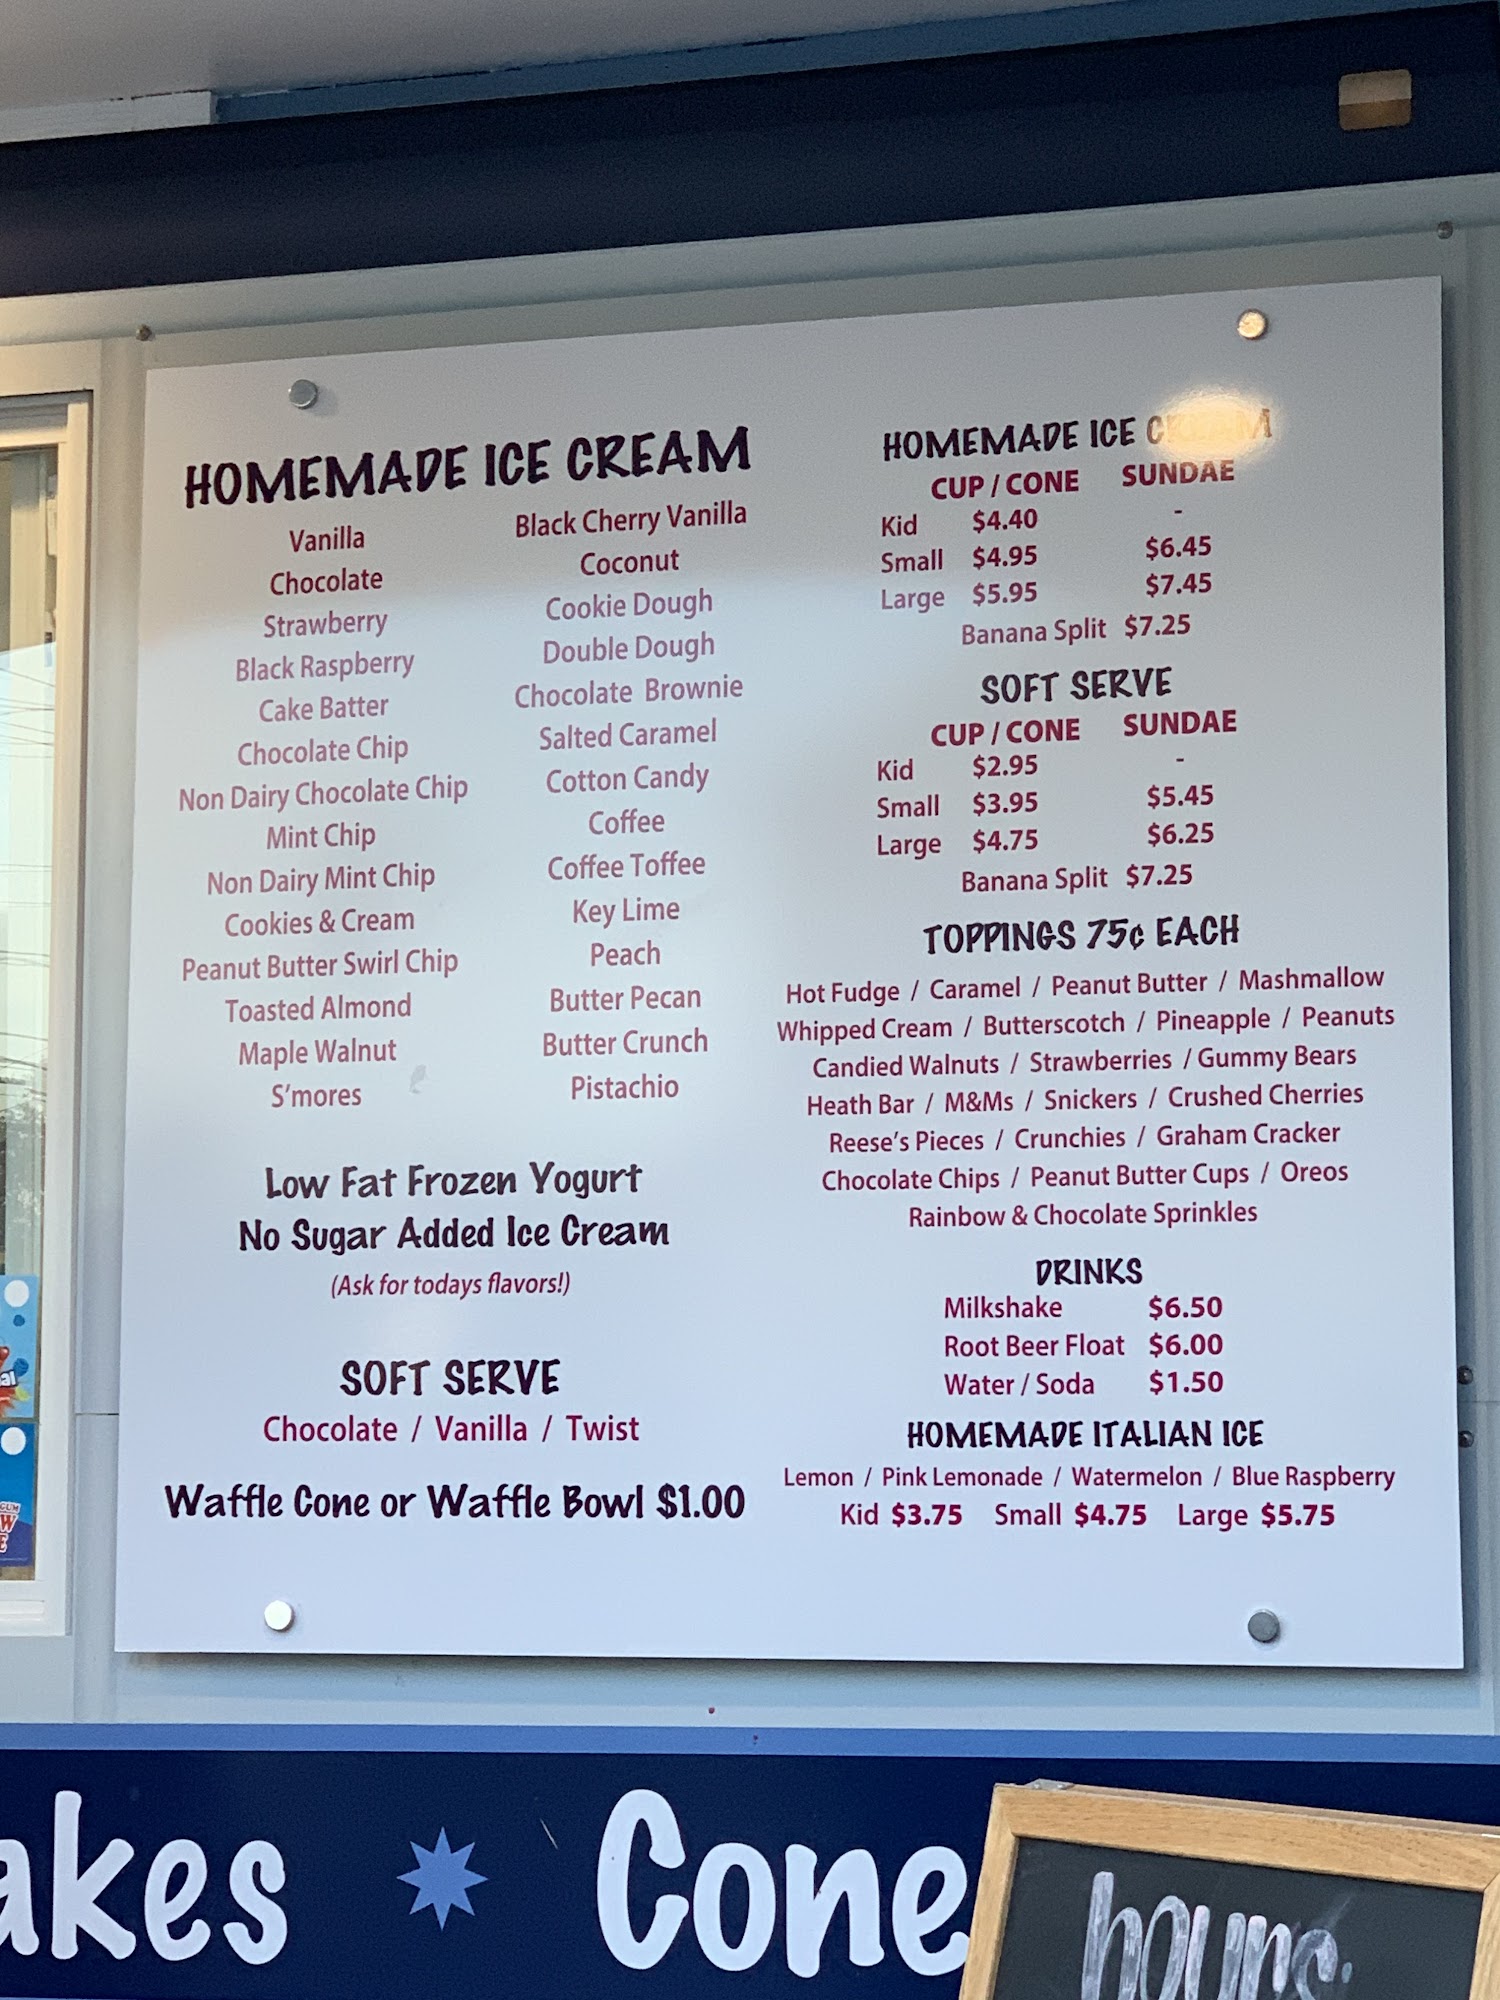 HOMEMADE ICE CREAM
Vanilla
Chocolate
Strawberry
Black Raspberry
Cake Batter
Chocolate Chip
Non Dairy Chocolate Chip
Mint Chip
Non Dairy Mint Chip
Cookies & Cream
Peanut Butter Swirl Chip
Toasted Almond
Maple Walnut
S'mores
Black Cherry Vanilla
Coconut
Cookie Dough
Double Dough
Chocolate Brownie
Salted Caramel
Cotton Candy
Coffee
Coffee Toffee
Key Lime
Peach
Butter Pecan
Butter Crunch
Pistachio
Low Fat Frozen Yogurt
No Sugar Added Ice Cream
(Ask for todays flavors!)
SOFT SERVE
Chocolate / Vanilla / Twist
Waffle Cone or Waffle Bowl $1.00
HOMEMADE ICE CREAM
CUP / CONE SUNDAE
Kid $4.40 -
Small $4.95 $6.45
Large $5.95 $7.45
Banana Split $7.25
SOFT SERVE
CUP / CONE SUNDAE
Kid $2.95 -
Small $3.95 $5.45
Large $4.75 $6.25
Banana Split $7.25
TOPPINGS 75¢ EACH
Hot Fudge / Caramel / Peanut Butter / Mashmallow
Whipped Cream / Butterscotch / Pineapple / Peanuts
Candied Walnuts / Strawberries / Gummy Bears
Heath Bar / M&Ms / Snickers / Crushed Cherries
Reese's Pieces / Crunchies / Graham Cracker
Chocolate Chips / Peanut Butter Cups / Oreos
Rainbow & Chocolate Sprinkles
DRINKS
Milkshake $6.50
Root Beer Float $6.00
Water / Soda $1.50
HOMEMADE ITALIAN ICE
Lemon / Pink Lemonade / Watermelon / Blue Raspberry
Kid $3.75 Small $4.75 Large $5.75
akes Cone
hours: